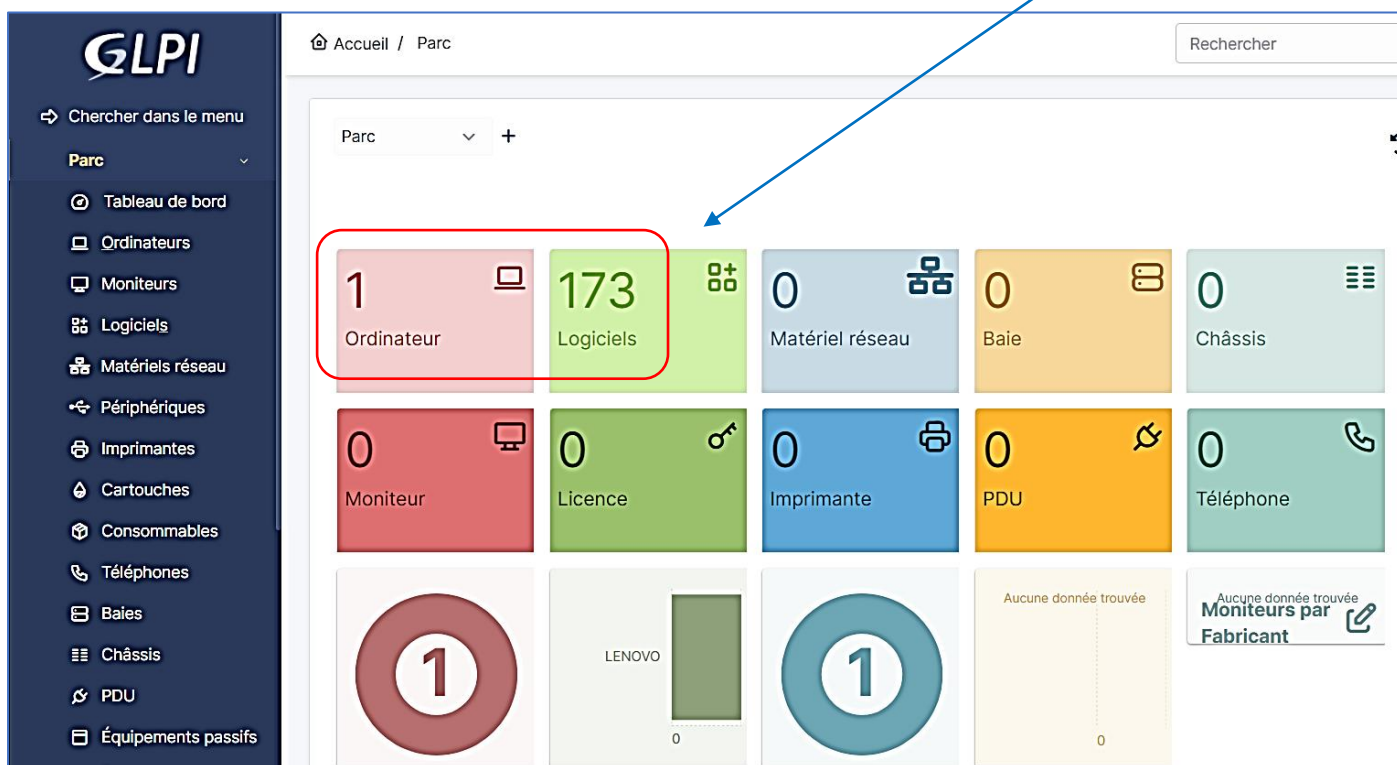 GLPI
Chercher dans le menu
Parc
Tableau de bord
Ordinateurs
Moniteurs
Logiciels
Matériels réseau
Périphériques
Imprimantes
Cartouches
Consommables
Téléphones
Baies
Châssis
PDU
Équipements passifs
Accueil / Parc
Rechercher
Parc
1
Ordinateur
173
Logiciels
0
Matériel réseau
0
Baie
0
Châssis
0
Moniteur
0
Licence
0
Imprimante
0
PDU
0
Téléphone
1
LENOVO
0
1
Aucune donnée trouvée
0
Aucune donnée trouvée
Moniteurs par
Fabricant